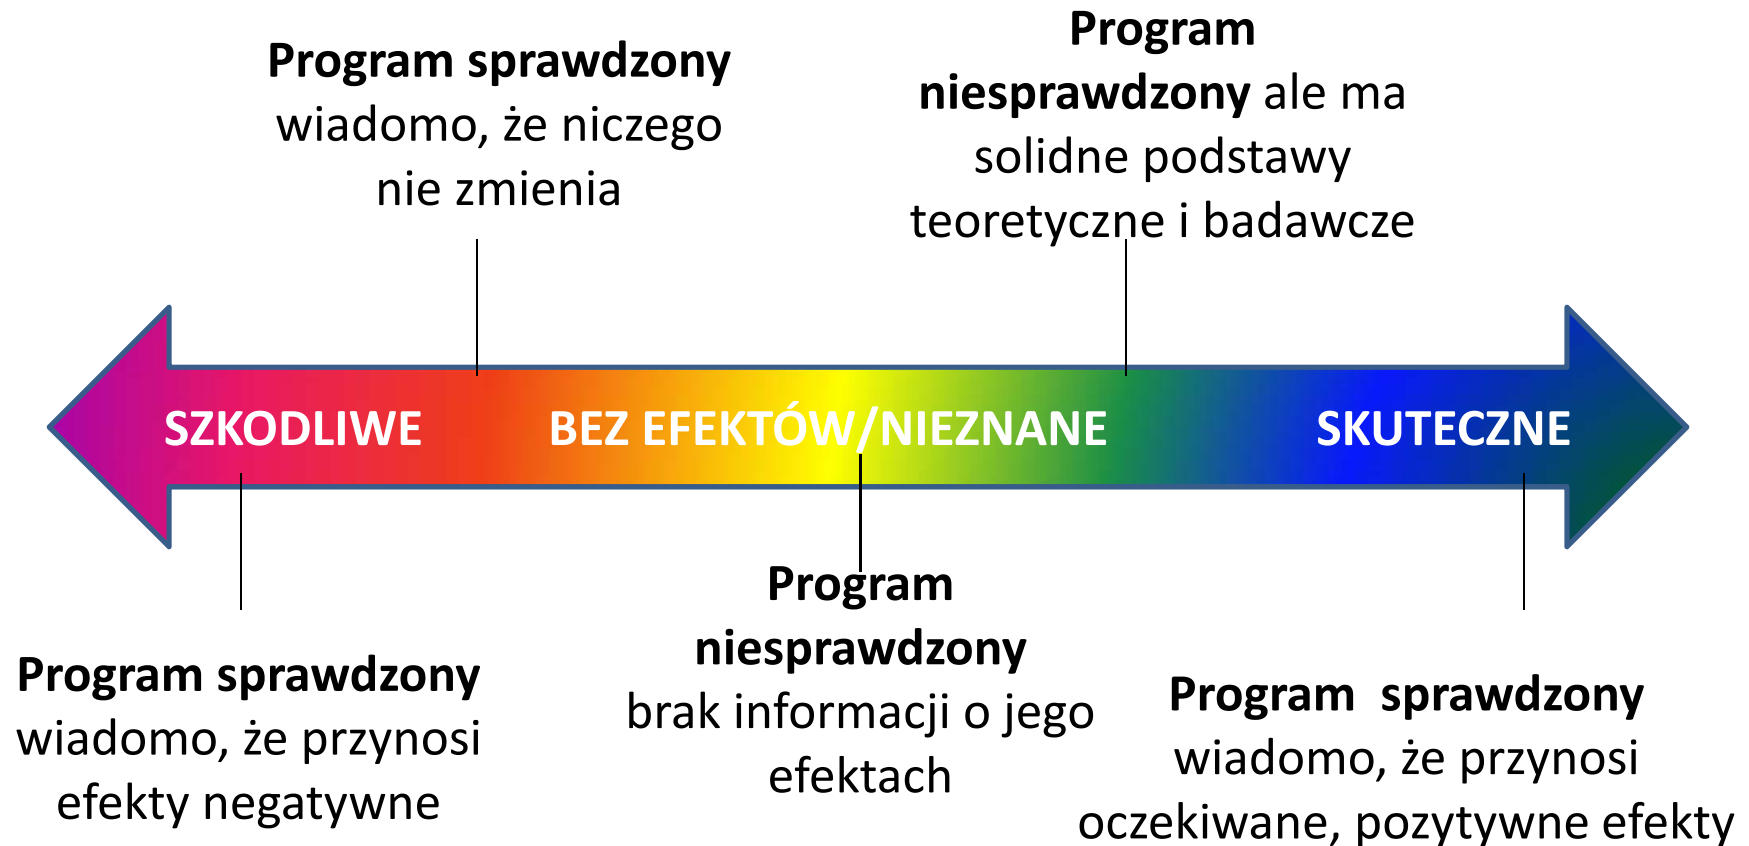 Program sprawdzony
wiadomo, że niczego
nie zmienia
Program
niesprawdzony ale ma
solidne podstawy
teoretyczne i badawcze
SZKODLIWE
BEZ EFEKTÓW/NIEZNANE
SKUTECZNE
Program sprawdzony
wiadomo, że przynosi
efekty negatywne
Program
niesprawdzony
brak informacji o jego
efektach
Program  sprawdzony
wiadomo, że przynosi
oczekiwane, pozytywne efekty